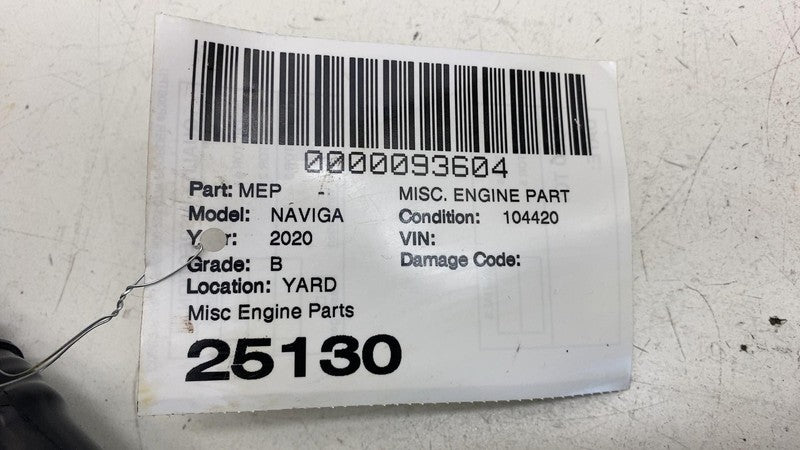 0000093604
Part: MEP - MISC. ENGINE PART
Model: NAVIGA Condition: 104420
2020 VIN:
Grade: B Damage Code:
Location: YARD
Misc Engine Parts
25130